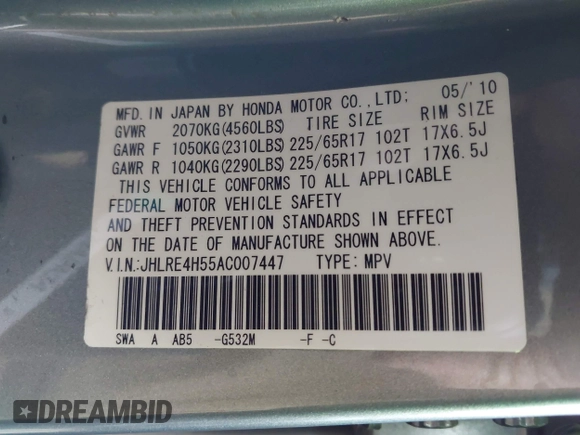 MFD. IN JAPAN BY HONDA MOTOR CO., LTD; 05/'10
GVWR 2070KG(4560LBS) TIRE SIZE RIM SIZE
GAWR F 1050KG(2310LBS) 225/65R17 102T 17X6.5J
GAWR R 1040KG(2290LBS) 225/65R17 102T 17X6.5J
THIS VEHICLE CONFORMS TO ALL APPLICABLE
FEDERAL MOTOR VEHICLE SAFETY
AND THEFT PREVENTION STANDARDS IN EFFECT
ON THE DATE OF MANUFACTURE SHOWN ABOVE.
V.I.N:JHLRE4H55AC007447 TYPE: MPV
SWA A AB5 -G532M -F -C
DREAMBID